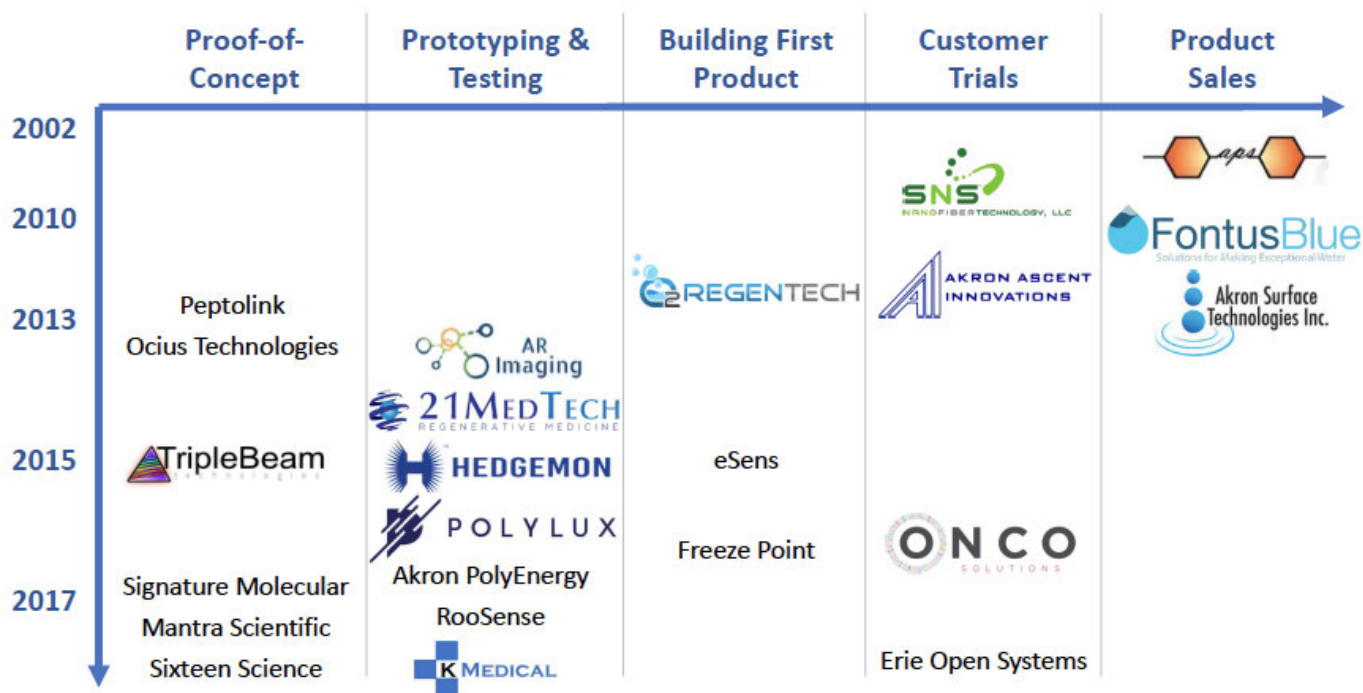 Proof-of-
Concept
Prototyping &
Testing
Building First
Product
Customer
Trials
Product
Sales
2002
aps
SNS
NANOFIBERTECHNOLOGY, LLC
2010
FontusBlue
Solutions for Making Exceptional Water
O2REGENTECH
AKRON ASCENT
INNOVATIONS
Akron Surface
Technologies Inc.
Peptolink
2013
Ocius Technologies
AR
Imaging
21MEDTECH
REGENERATIVE MEDICINE
2015
TripleBeam
technologies
HEDGEMON
™
eSens
POLYLUX
Freeze Point
ONCO
SOLUTIONS
Akron PolyEnergy
Signature Molecular
2017
RooSense
Mantra Scientific
Sixteen Science
K MEDICAL
Erie Open Systems